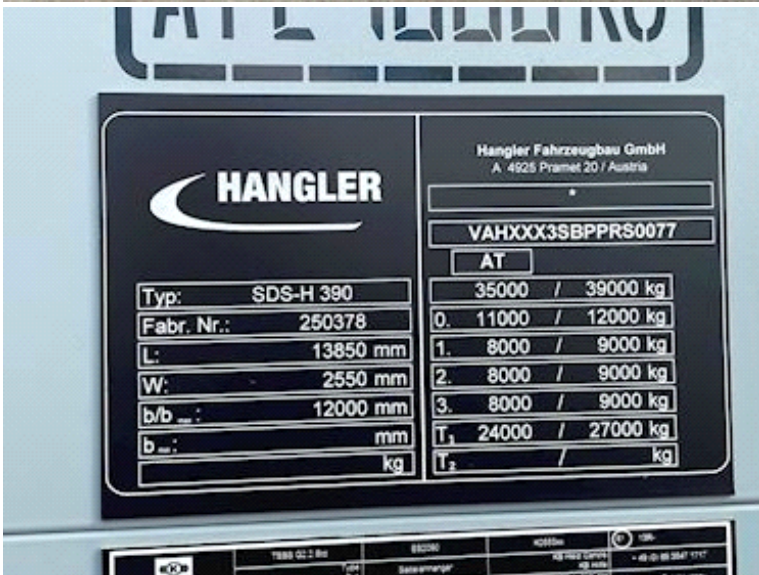 HANGLER
Typ: SDS-H 390
Fabr. Nr.: 250378
L: 13850 mm
W: 2550 mm
b/b max: 12000 mm
b max: mm
kg
Hangler Fahrzeugbau GmbH
A 4925 Pramet 20 / Austria
*
VAHXXX3SBPPRS0077
AT
35000 / 39000 kg
0. 11000 / 12000 kg
1. 8000 / 9000 kg
2. 8000 / 9000 kg
3. 8000 / 9000 kg
T₁ 24000 / 27000 kg
T₂ / kg